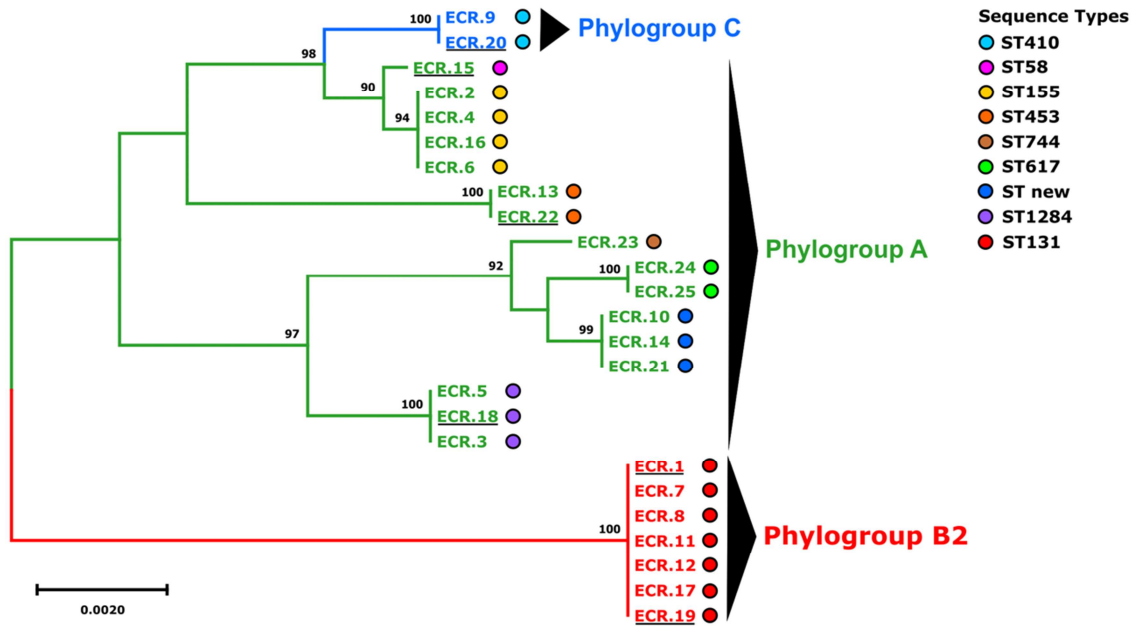 100
ECR.9
ECR.20
Phylogroup C
98
ECR.15
90
ECR.2
94
ECR.4
ECR.16
ECR.6
100
ECR.13
ECR.22
ECR.23
92
100
ECR.24
ECR.25
Phylogroup A
99
ECR.10
ECR.14
ECR.21
97
100
ECR.5
ECR.18
ECR.3
100
ECR.1
ECR.7
ECR.8
ECR.11
ECR.12
ECR.17
ECR.19
Phylogroup B2
0.0020
Sequence Types
ST410
ST58
ST155
ST453
ST744
ST617
ST new
ST1284
ST131